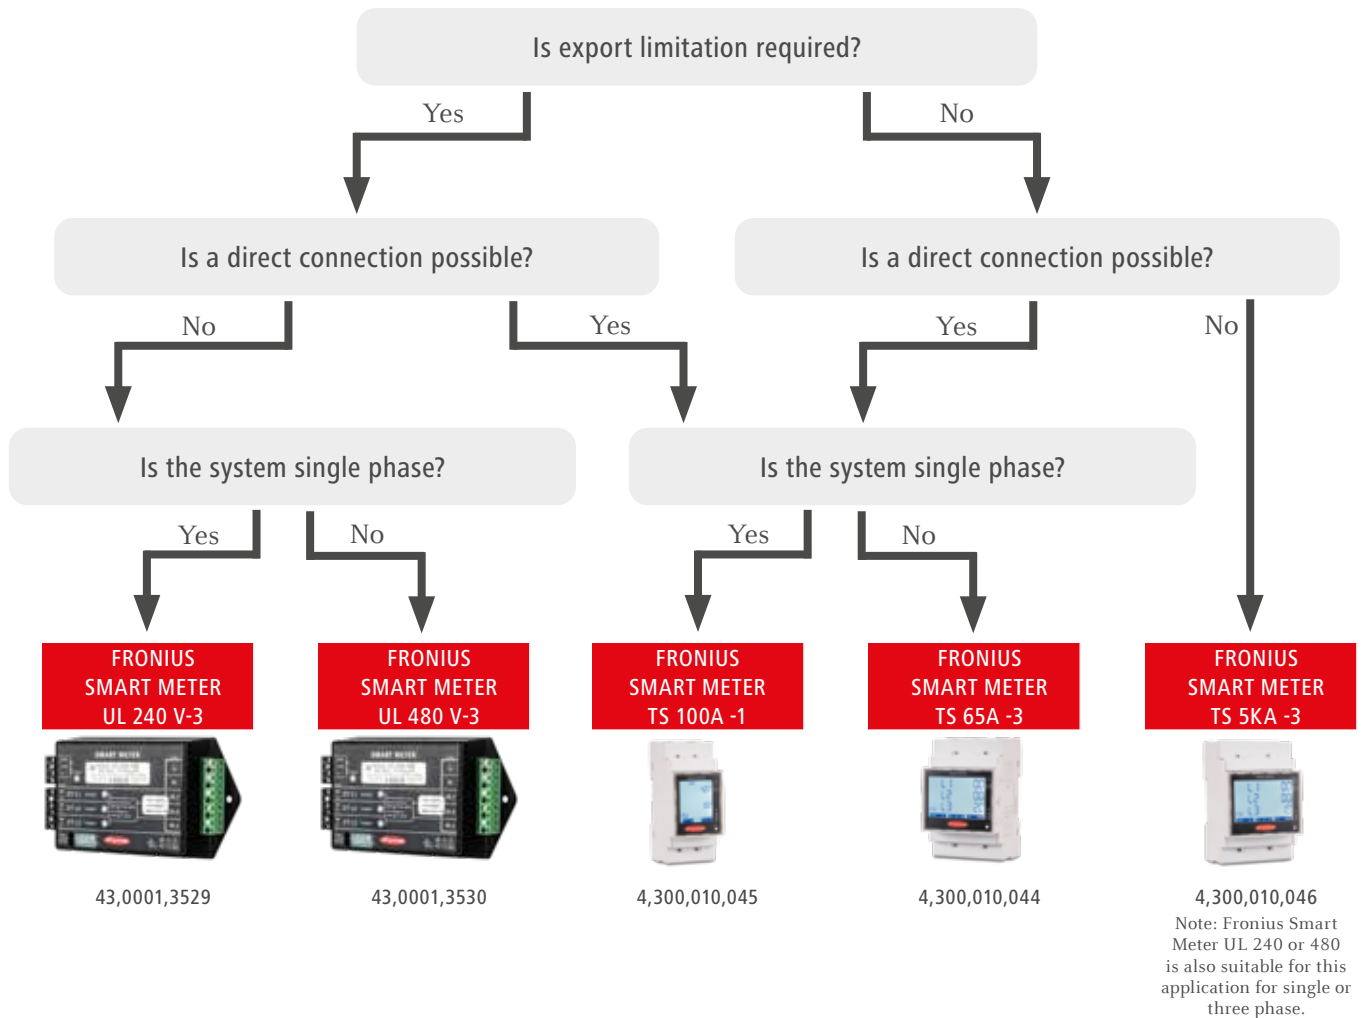 Is export limitation required?
Yes
No
Is a direct connection possible?
Is a direct connection possible?
No
Yes
Yes
No
Is the system single phase?
Is the system single phase?
Yes
No
Yes
No
FRONIUS
SMART METER
UL 240 V-3
FRONIUS
SMART METER
UL 480 V-3
FRONIUS
SMART METER
TS 100A -1
FRONIUS
SMART METER
TS 65A -3
FRONIUS
SMART METER
TS 5KA -3
SMART METER
SMART METER
43,0001,3529
43,0001,3530
4,300,010,045
4,300,010,044
4,300,010,046
Note: Fronius Smart
Meter UL 240 or 480
is also suitable for this
application for single or
three phase.